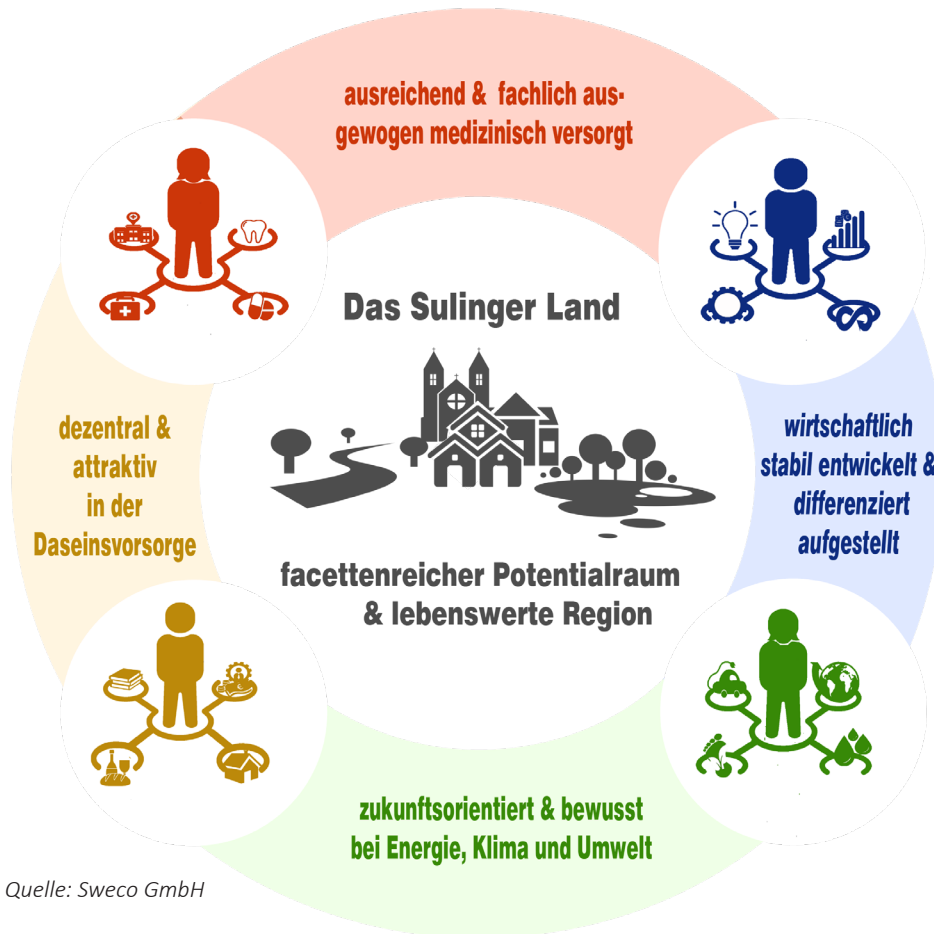 ausreichend & fachlich aus-
gewogen medizinisch versorgt
Das Sulinger Land
dezentral &
attraktiv
in der
Daseinsvorsorge
wirtschaftlich
stabil entwickelt &
differenziert
aufgestellt
facettenreicher Potentialraum
& lebenswerte Region
zukunftsorientiert & bewusst
bei Energie, Klima und Umwelt
Quelle: Sweco GmbH